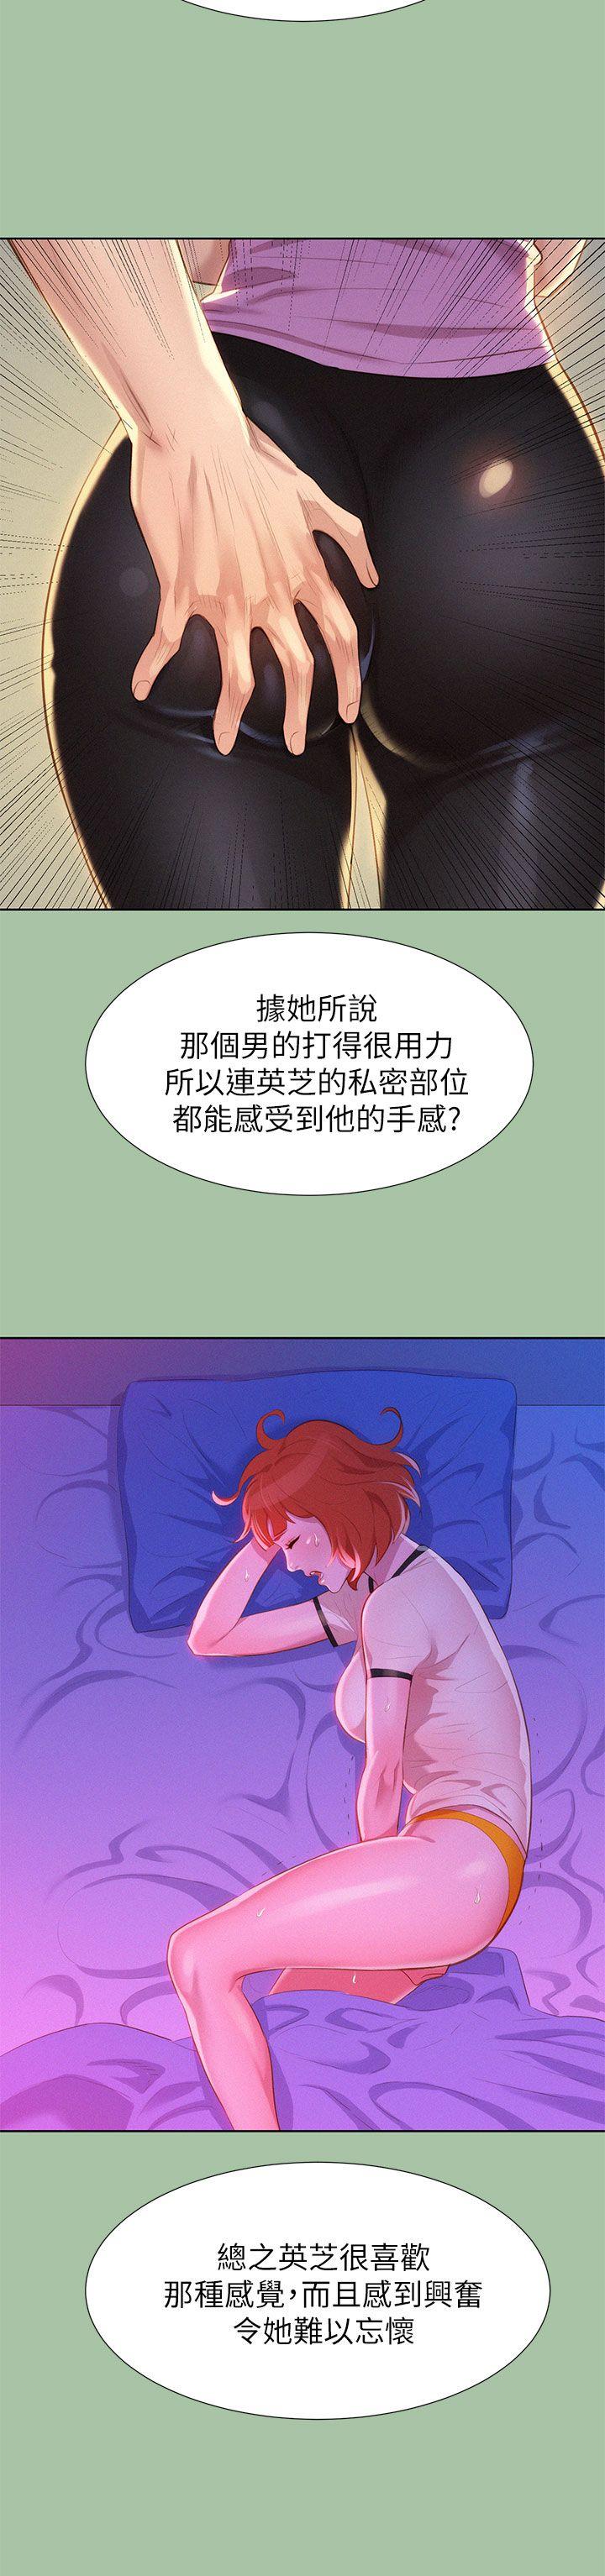 據她所說
那個男的打得很用力
所以連英芝的私密部位
都能感受到他的手感?
總之英芝很喜歡
那種感覺,而且感到興奮
令她難以忘懷